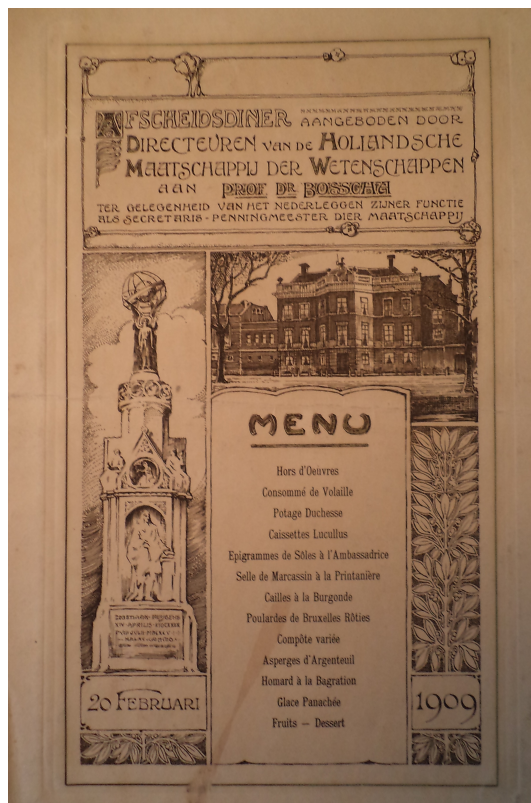 AFSCHEIDSDINER AANGEBODEN DOOR
DIRECTEUREN VAN DE HOLLANDSCHE
MAATSCHAPPIJ DER WETENSCHAPPEN
AAN PROF DR BOSSCHA
TER GELEGENHEID VAN HET NEDERLEGGEN ZIJNER FUNCTIE
ALS SECRETARIS-PENNINGMEESTER DIER MAATSCHAPPIJ
MENU
Hors d'Oeuvres
Consommé de Volaïlle
Potage Duchesse
Caissettes Lucullus
Epigrammes de Sôles à l'Ambassadrice
Selle de Marcassin à la Printanière
Cailles à la Burgonde
Poulardes de Bruxelles Rôties
Compôte variée
Asperges d'Argenteuil
Homard à la Bagration
Glace Panachée
Fruits — Dessert
20 FEBRUARI
1909